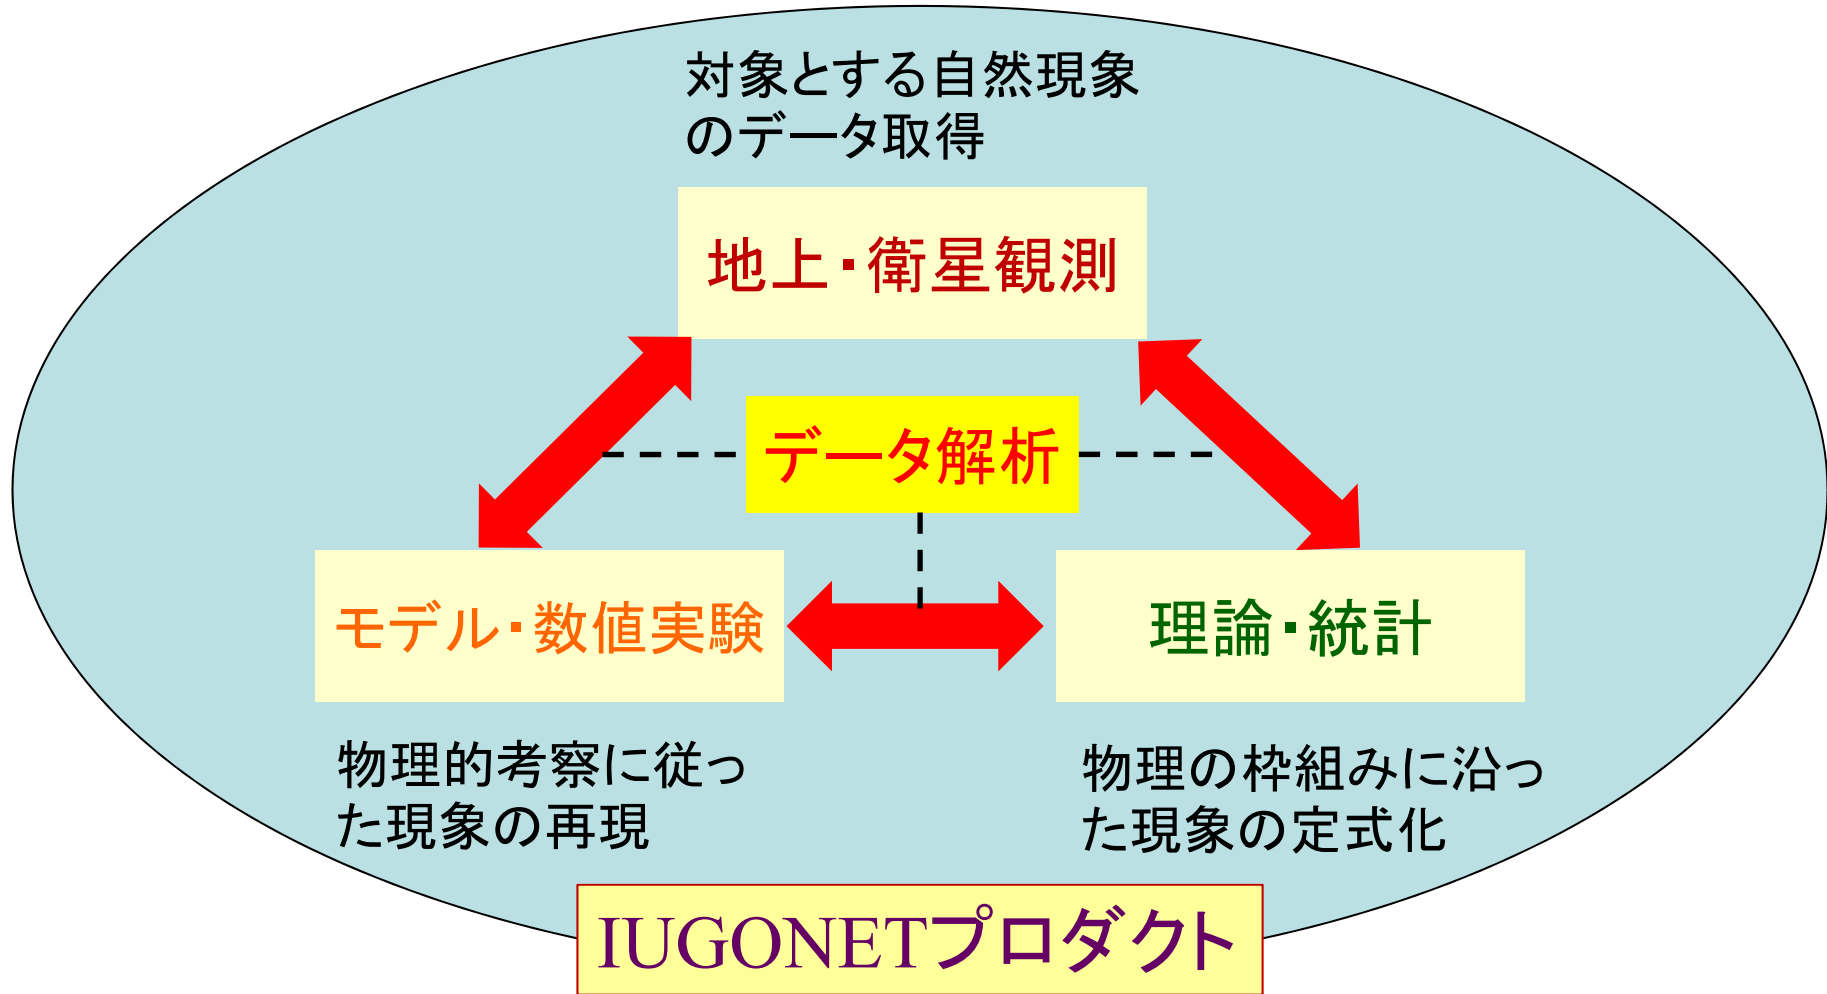 対象とする自然現象
のデータ取得
地上・衛星観測
データ解析
モデル・数値実験
理論・統計
物理的考察に従っ
た現象の再現
物理の枠組みに沿っ
た現象の定式化
IUGONETプロダクト